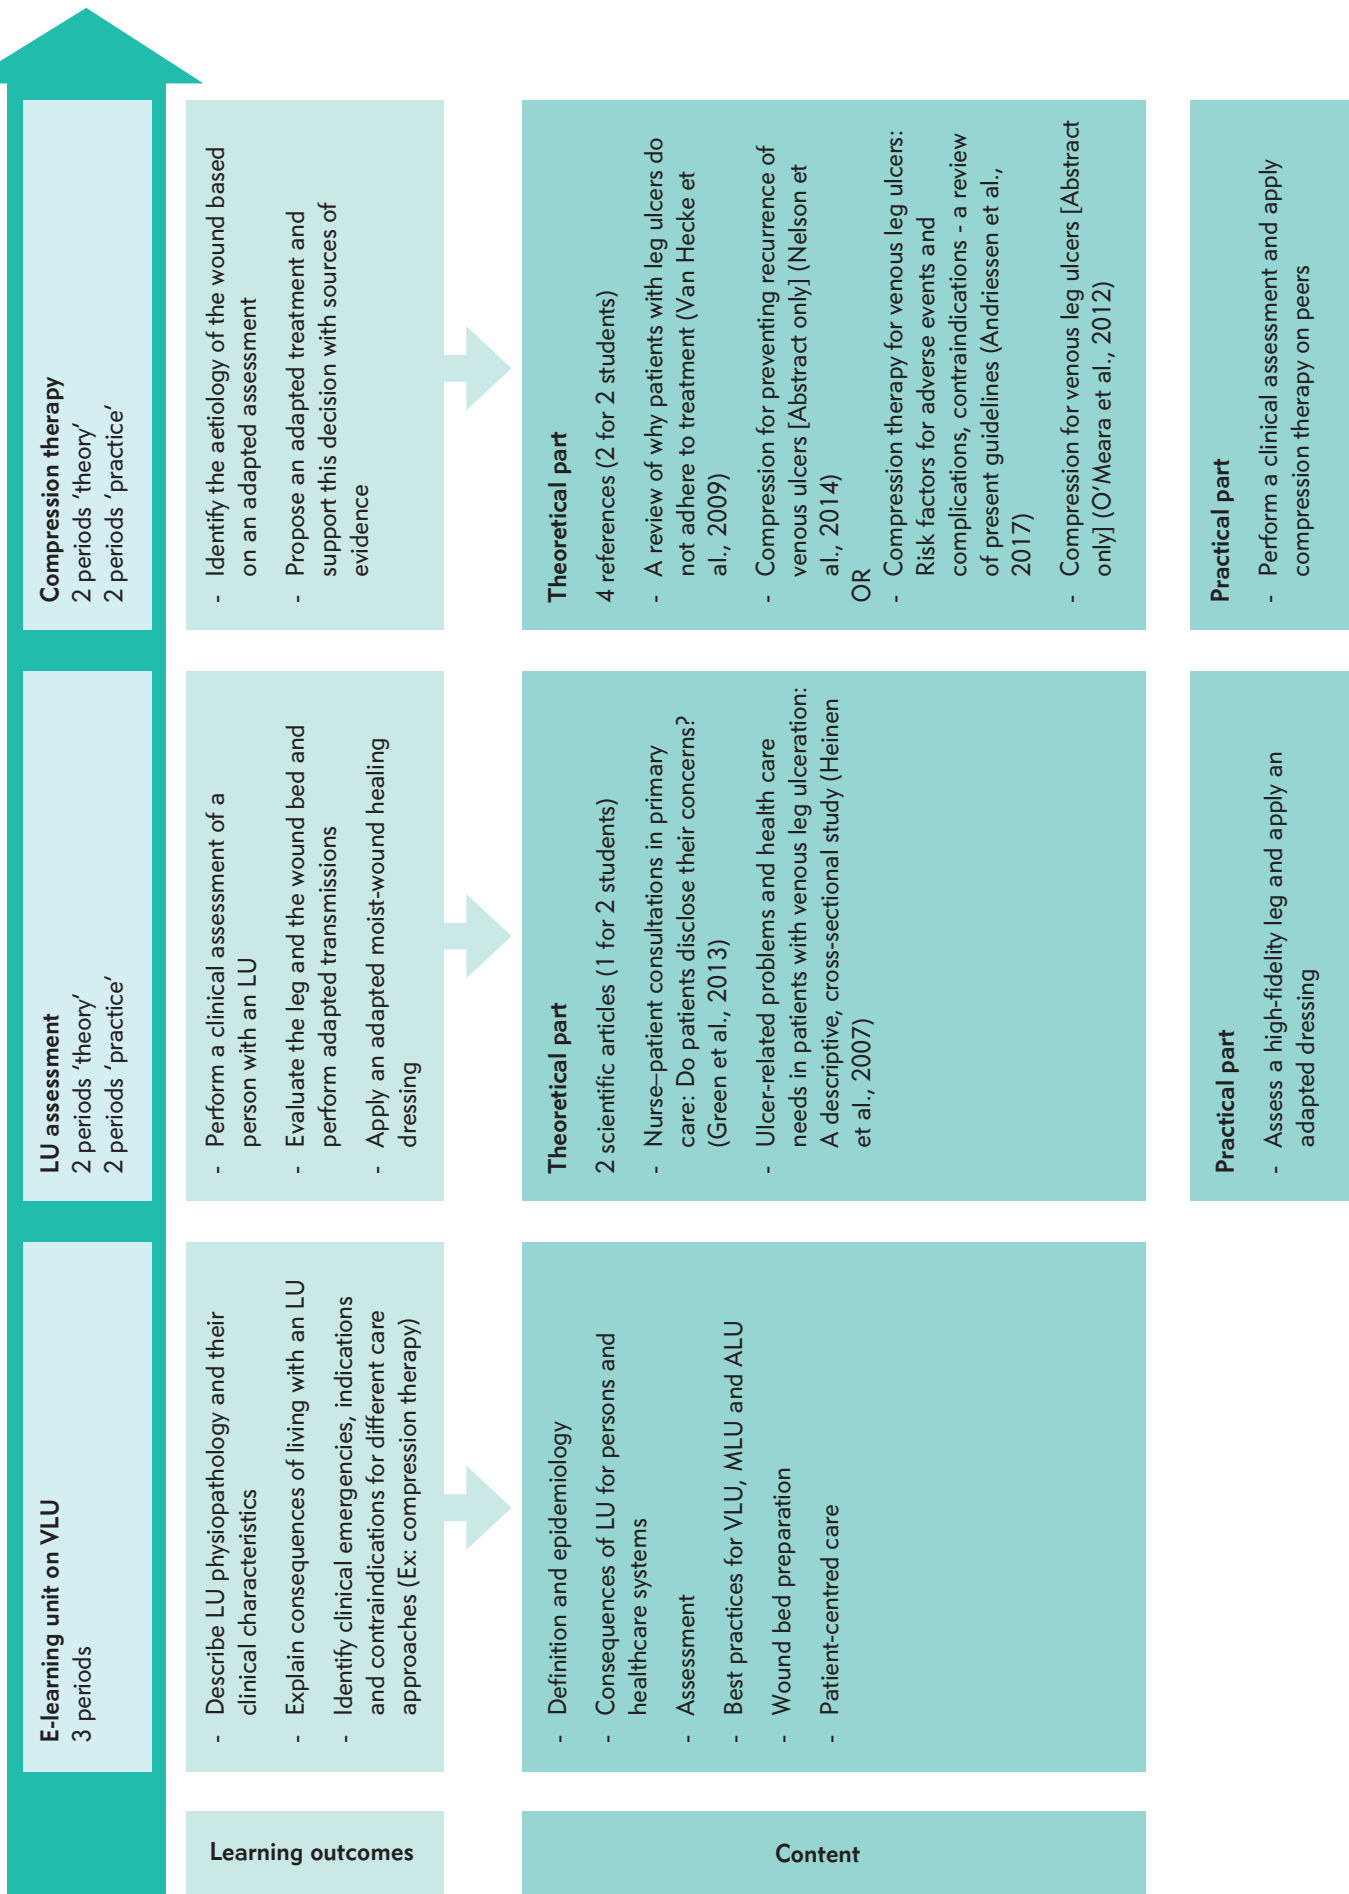 E-learning unit on VLU
3 periods
LU assessment
2 periods ‘theory’
2 periods ‘practice’
Compression therapy
2 periods ‘theory’
2 periods ‘practice’
Learning outcomes
- Describe LU physiopathology and their
clinical characteristics
- Explain consequences of living with an LU
- Identify clinical emergencies, indications
and contraindications for different care
approaches (Ex: compression therapy)
- Perform a clinical assessment of a
person with an LU
- Evaluate the leg and the wound bed and
perform adapted transmissions
- Apply an adapted moist-wound healing
dressing
- Identify the aetiology of the wound based
on an adapted assessment
- Propose an adapted treatment and
support this decision with sources of
evidence
Content
- Definition and epidemiology
- Consequences of LU for persons and
healthcare systems
- Assessment
- Best practices for VLU, MLU and ALU
- Wound bed preparation
- Patient-centred care
Theoretical part
2 scientific articles (1 for 2 students)
- Nurse–patient consultations in primary
care: Do patients disclose their concerns?
(Green et al., 2013)
- Ulcer-related problems and health care
needs in patients with venous leg ulceration:
A descriptive, cross-sectional study (Heinen
et al., 2007)
Theoretical part
4 references (2 for 2 students)
- A review of why patients with leg ulcers do
not adhere to treatment (Van Hecke et
al., 2009)
- Compression for preventing recurrence of
venous ulcers [Abstract only] (Nelson et
al., 2014)
OR
- Compression therapy for venous leg ulcers:
Risk factors for adverse events and
complications, contraindications - a review
of present guidelines (Andriessen et al.,
2017)
- Compression for venous leg ulcers [Abstract
only] (O’Meara et al., 2012)
Practical part
- Assess a high-fidelity leg and apply an
adapted dressing
Practical part
- Perform a clinical assessment and apply
compression therapy on peers